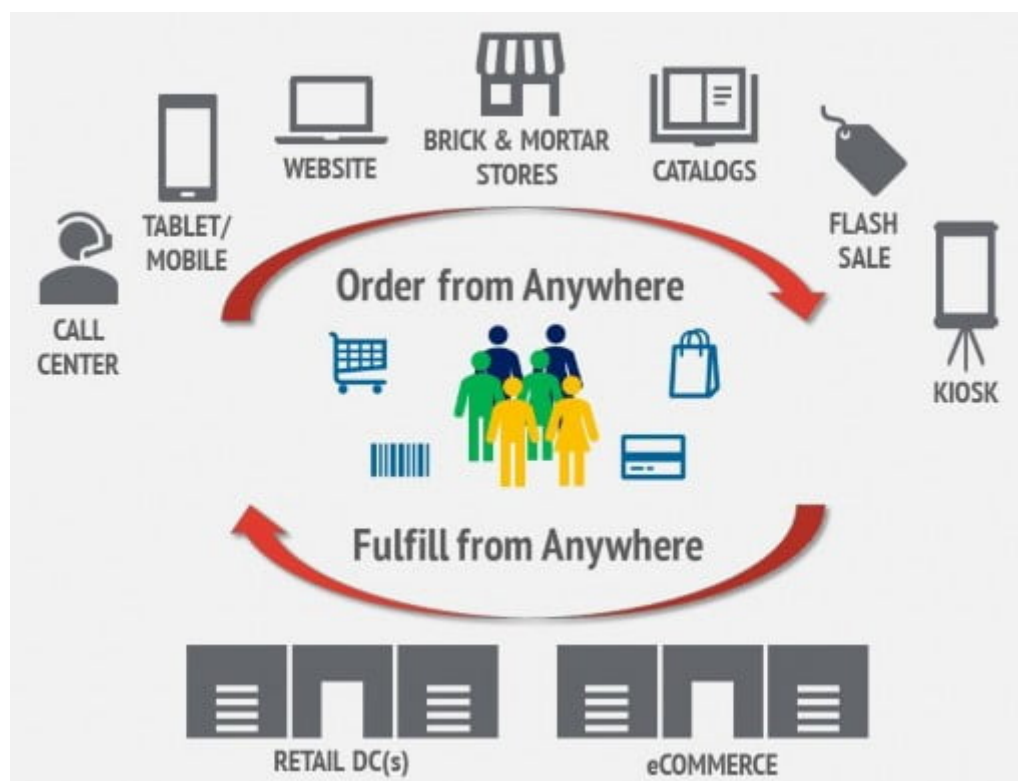 BRICK & MORTAR
STORES
WEBSITE
CATALOGS
TABLET/
MOBILE
FLASH
SALE
CALL
CENTER
KIOSK
Order from Anywhere
Fulfill from Anywhere
RETAIL DC(s)
eCOMMERCE